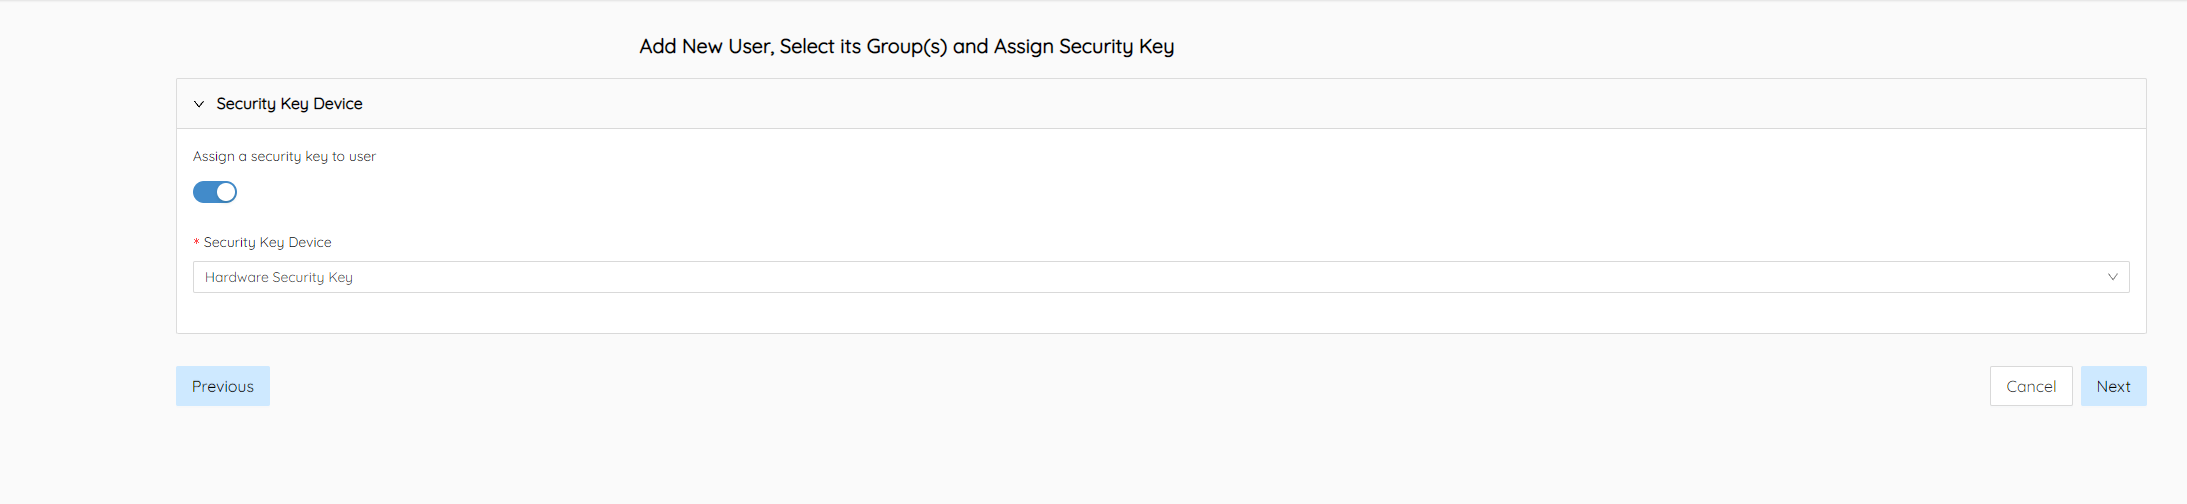 Add New User, Select its Group(s) and Assign Security Key
Security Key Device
Assign a security key to user
* Security Key Device
Hardware Security Key
Previous
Cancel
Next